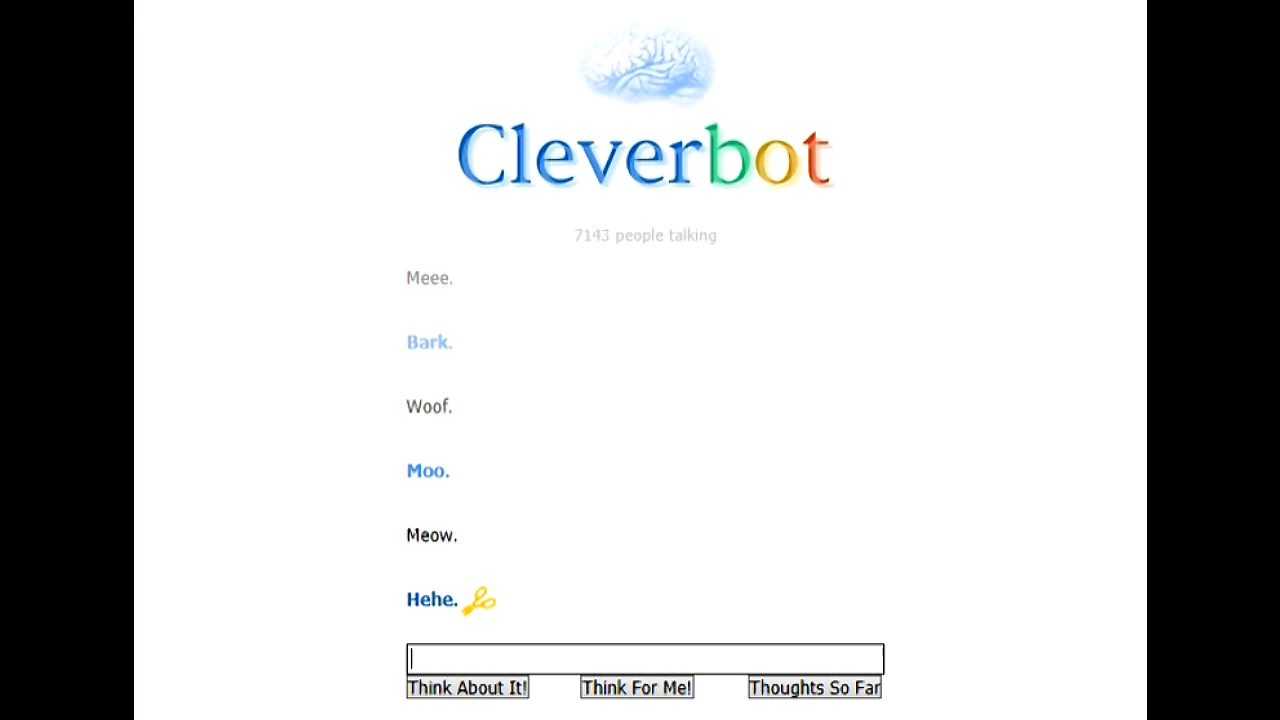 Cleverbot
7143 people talking
Meee.
Bark.
Woof.
Moo.
Meow.
Hehe.
Think About It! Think For Me! Thoughts So Far